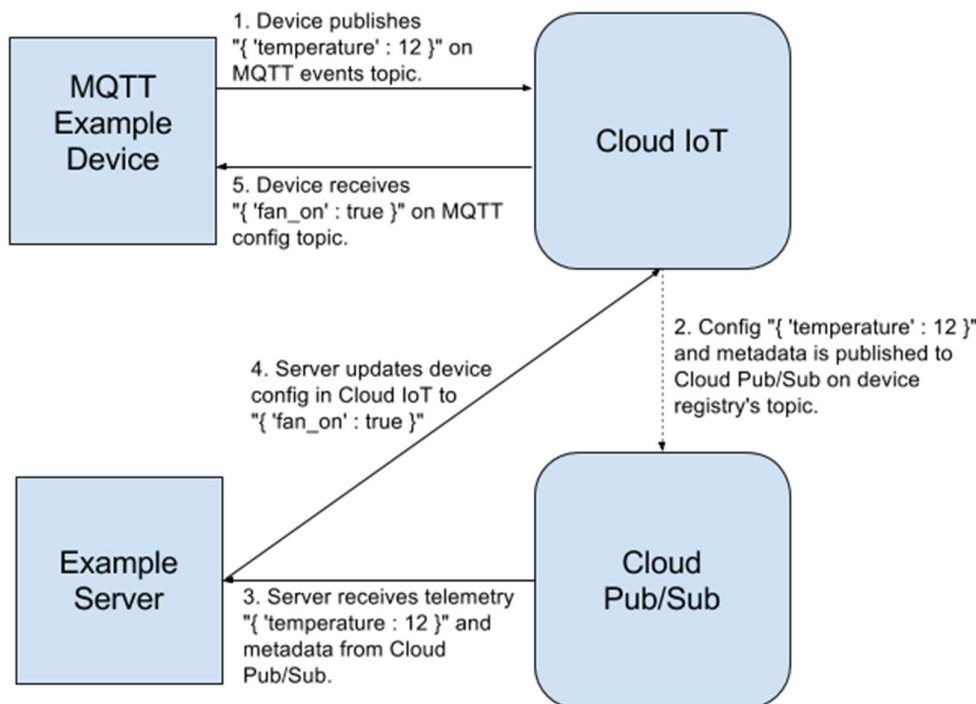 1. Device publishes
"{ 'temperature' : 12 }" on
MQTT events topic.
MQTT
Example
Device
Cloud IoT
5. Device receives
"{ 'fan_on' : true }" on MQTT
config topic.
2. Config "{ 'temperature' : 12 }"
and metadata is published to
Cloud Pub/Sub on device
registry's topic.
4. Server updates device
config in Cloud IoT to
"{ 'fan_on' : true }"
Example
Server
Cloud
Pub/Sub
3. Server receives telemetry
"{ 'temperature : 12 }" and
metadata from Cloud
Pub/Sub.